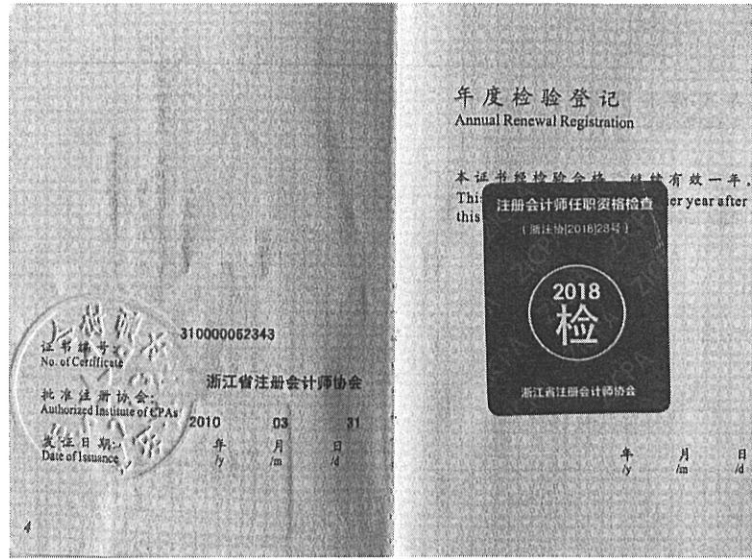 310000052343
证书编号:
No. of Certificate
浙江省注册会计师协会
批准注册协会:
Authorized Institute of CPAs
2010 03 31
发证日期: 年 月 日
Date of Issuance /y /m /d
4
年度检验登记
Annual Renewal Registration
本证书经检验合格 继续有效一年.
This er year after
this
注册会计师任职资格检查
(浙注协[2018]28号)
2018
检
浙江省注册会计师协会
年 月 日
/y /m /d